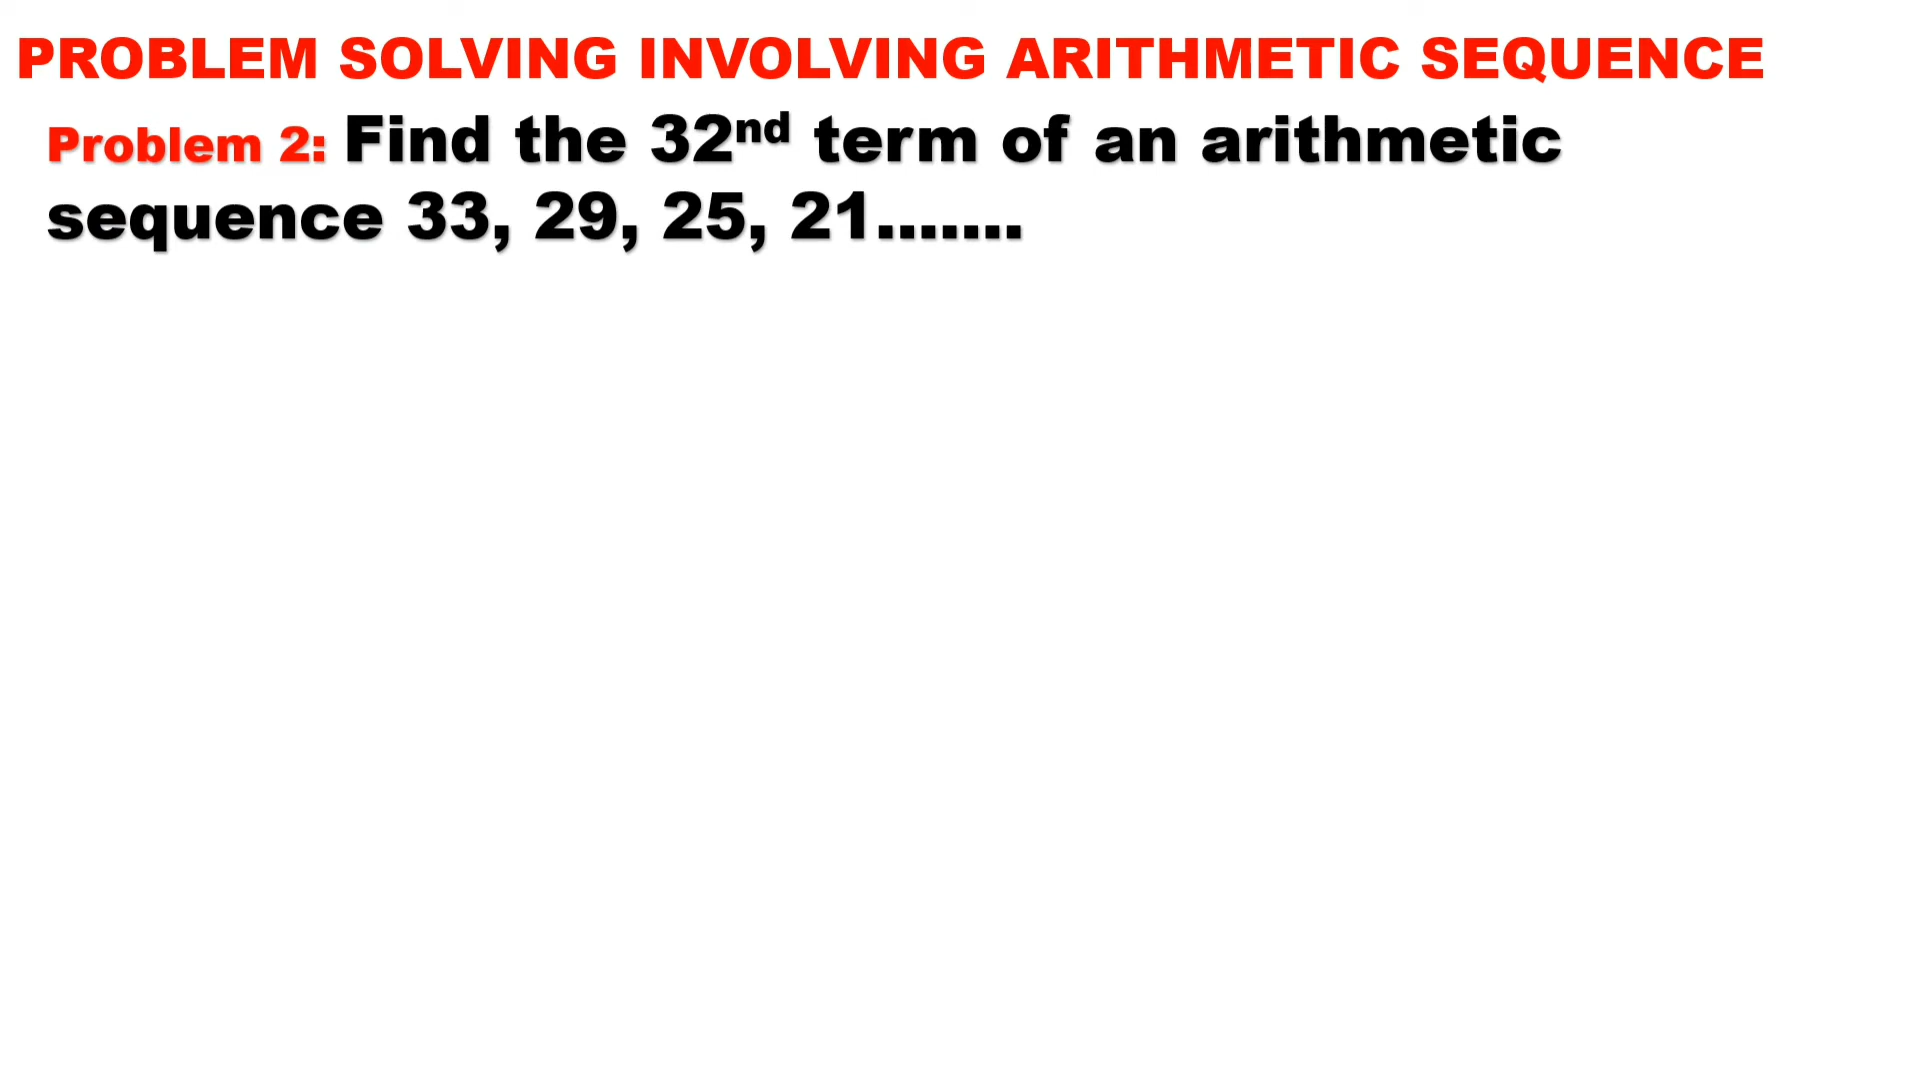 PROBLEM SOLVING INVOLVING ARITHMETIC SEQUENCE
Problem 2: Find the 32nd term of an arithmetic
sequence 33, 29, 25, 21.......